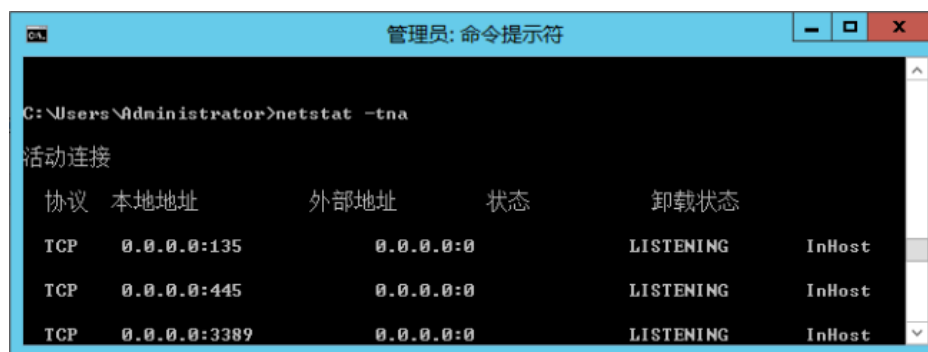 管理员: 命令提示符
C:\Users\Administrator>netstat -tna
活动连接
协议 本地地址 外部地址 状态 卸载状态
TCP 0.0.0.0:135 0.0.0.0:0 LISTENING InHost
TCP 0.0.0.0:445 0.0.0.0:0 LISTENING InHost
TCP 0.0.0.0:3389 0.0.0.0:0 LISTENING InHost